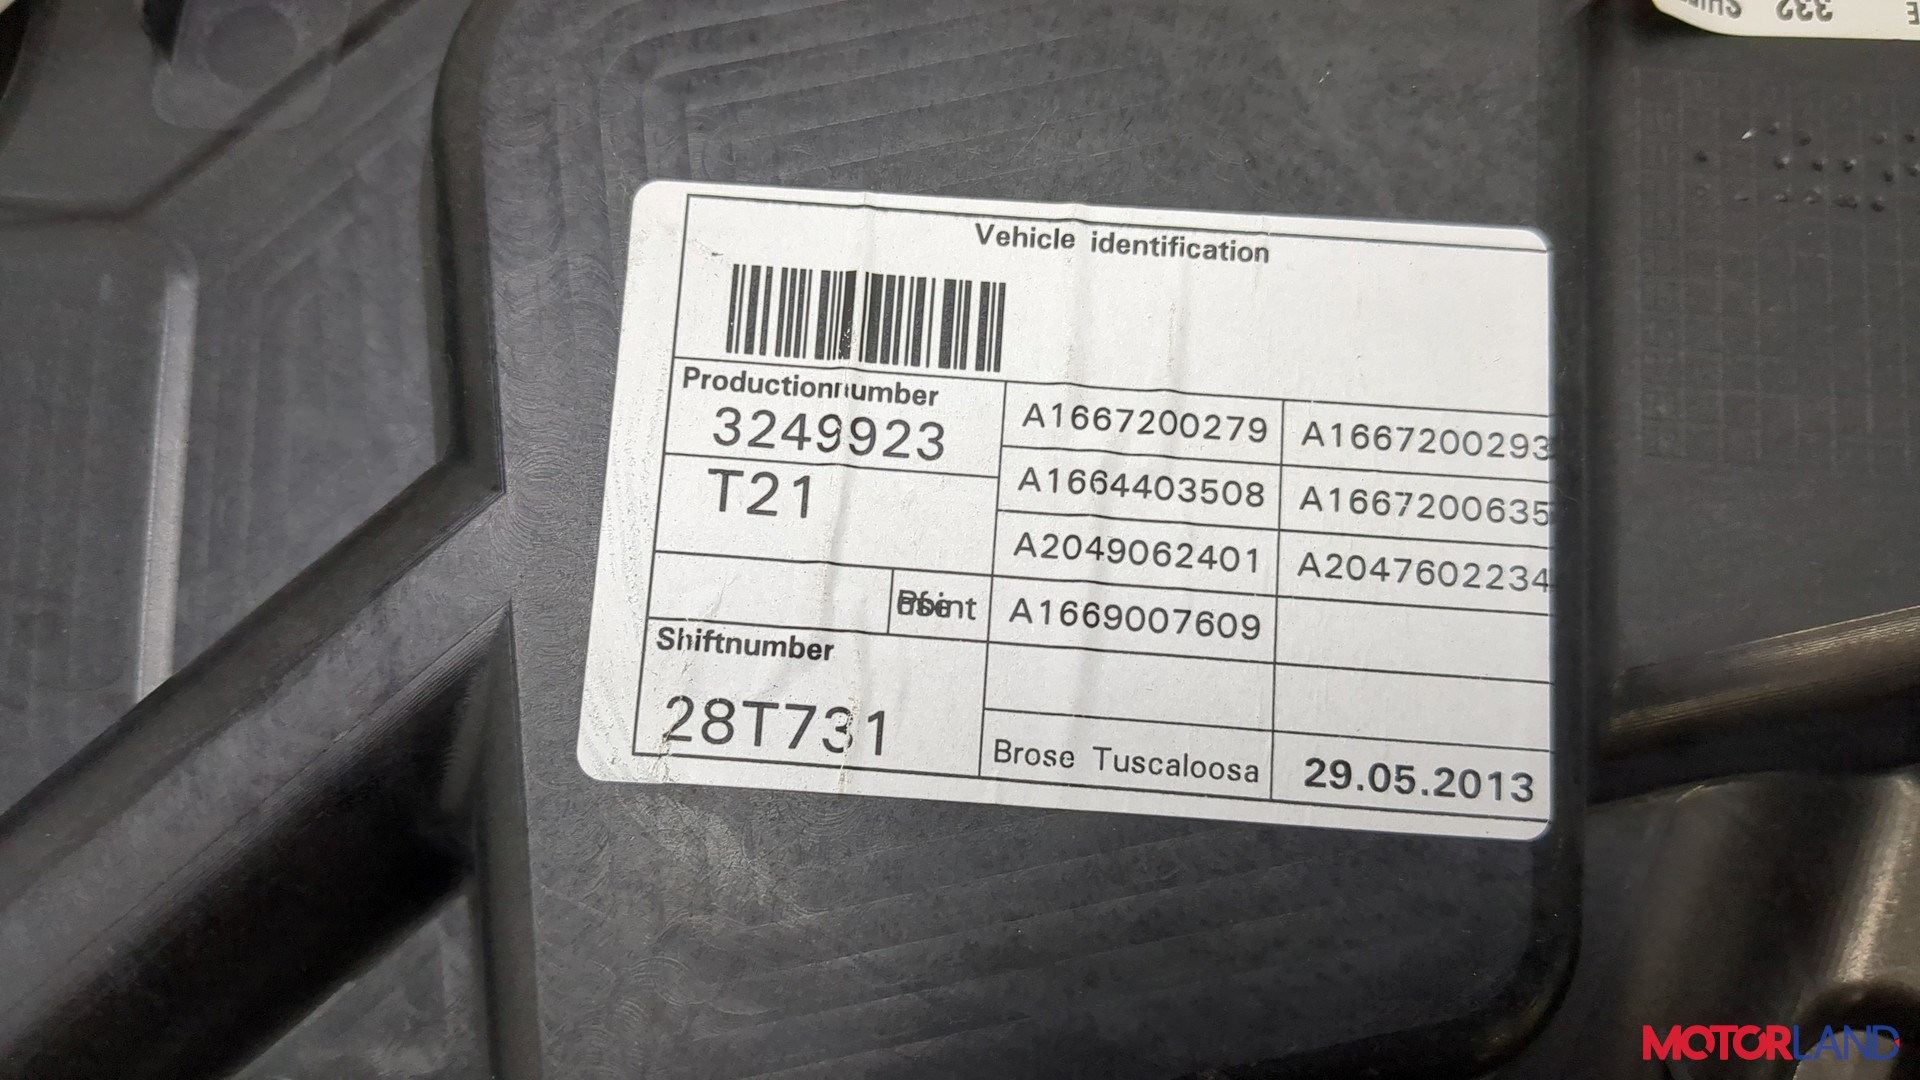 332
Vehicle identification
Productionnumber
3249923
A1667200279 A1667200293
T21
A1664403508 A1667200635
A2049062401 A2047602234
A1669007609
Shiftnumber
28T731
Brose Tuscaloosa 29.05.2013
MOTORLAND